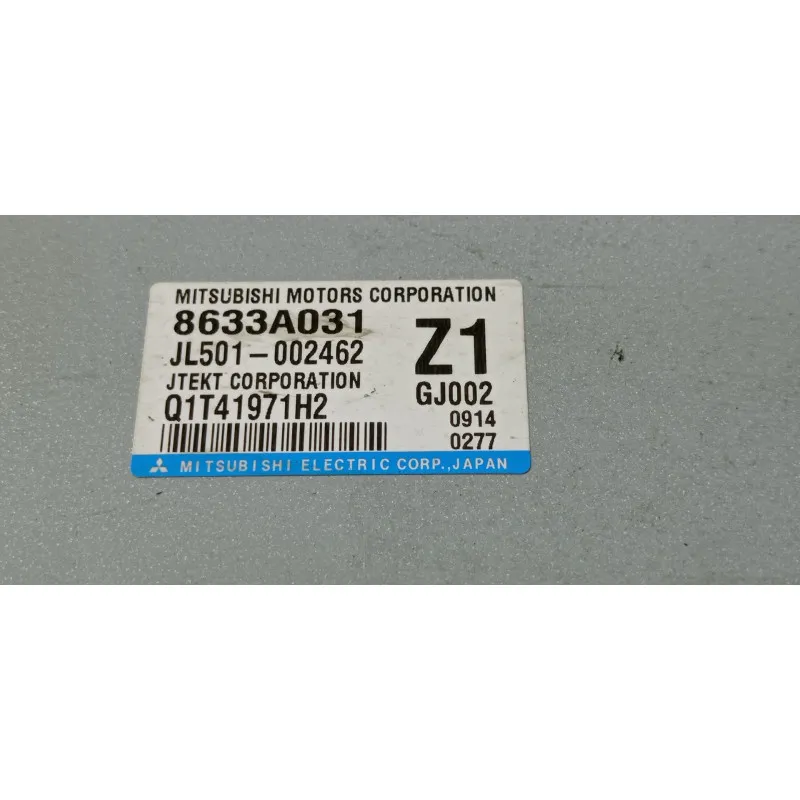 MITSUBISHI MOTORS CORPORATION
8633A031
Z1
JL501-002462
JTEKT CORPORATION
GJ002
Q1T41971H2
0914
0277
MITSUBISHI ELECTRIC CORP., JAPAN